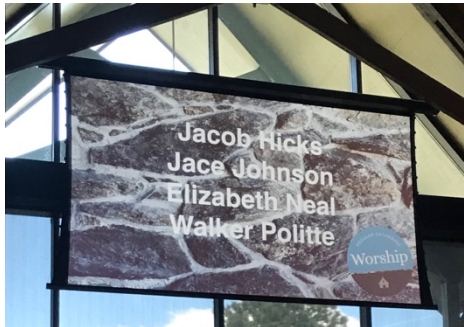 Jacob Hicks
Jace Johnson
Elizabeth Neal
Walker Politte
Worship